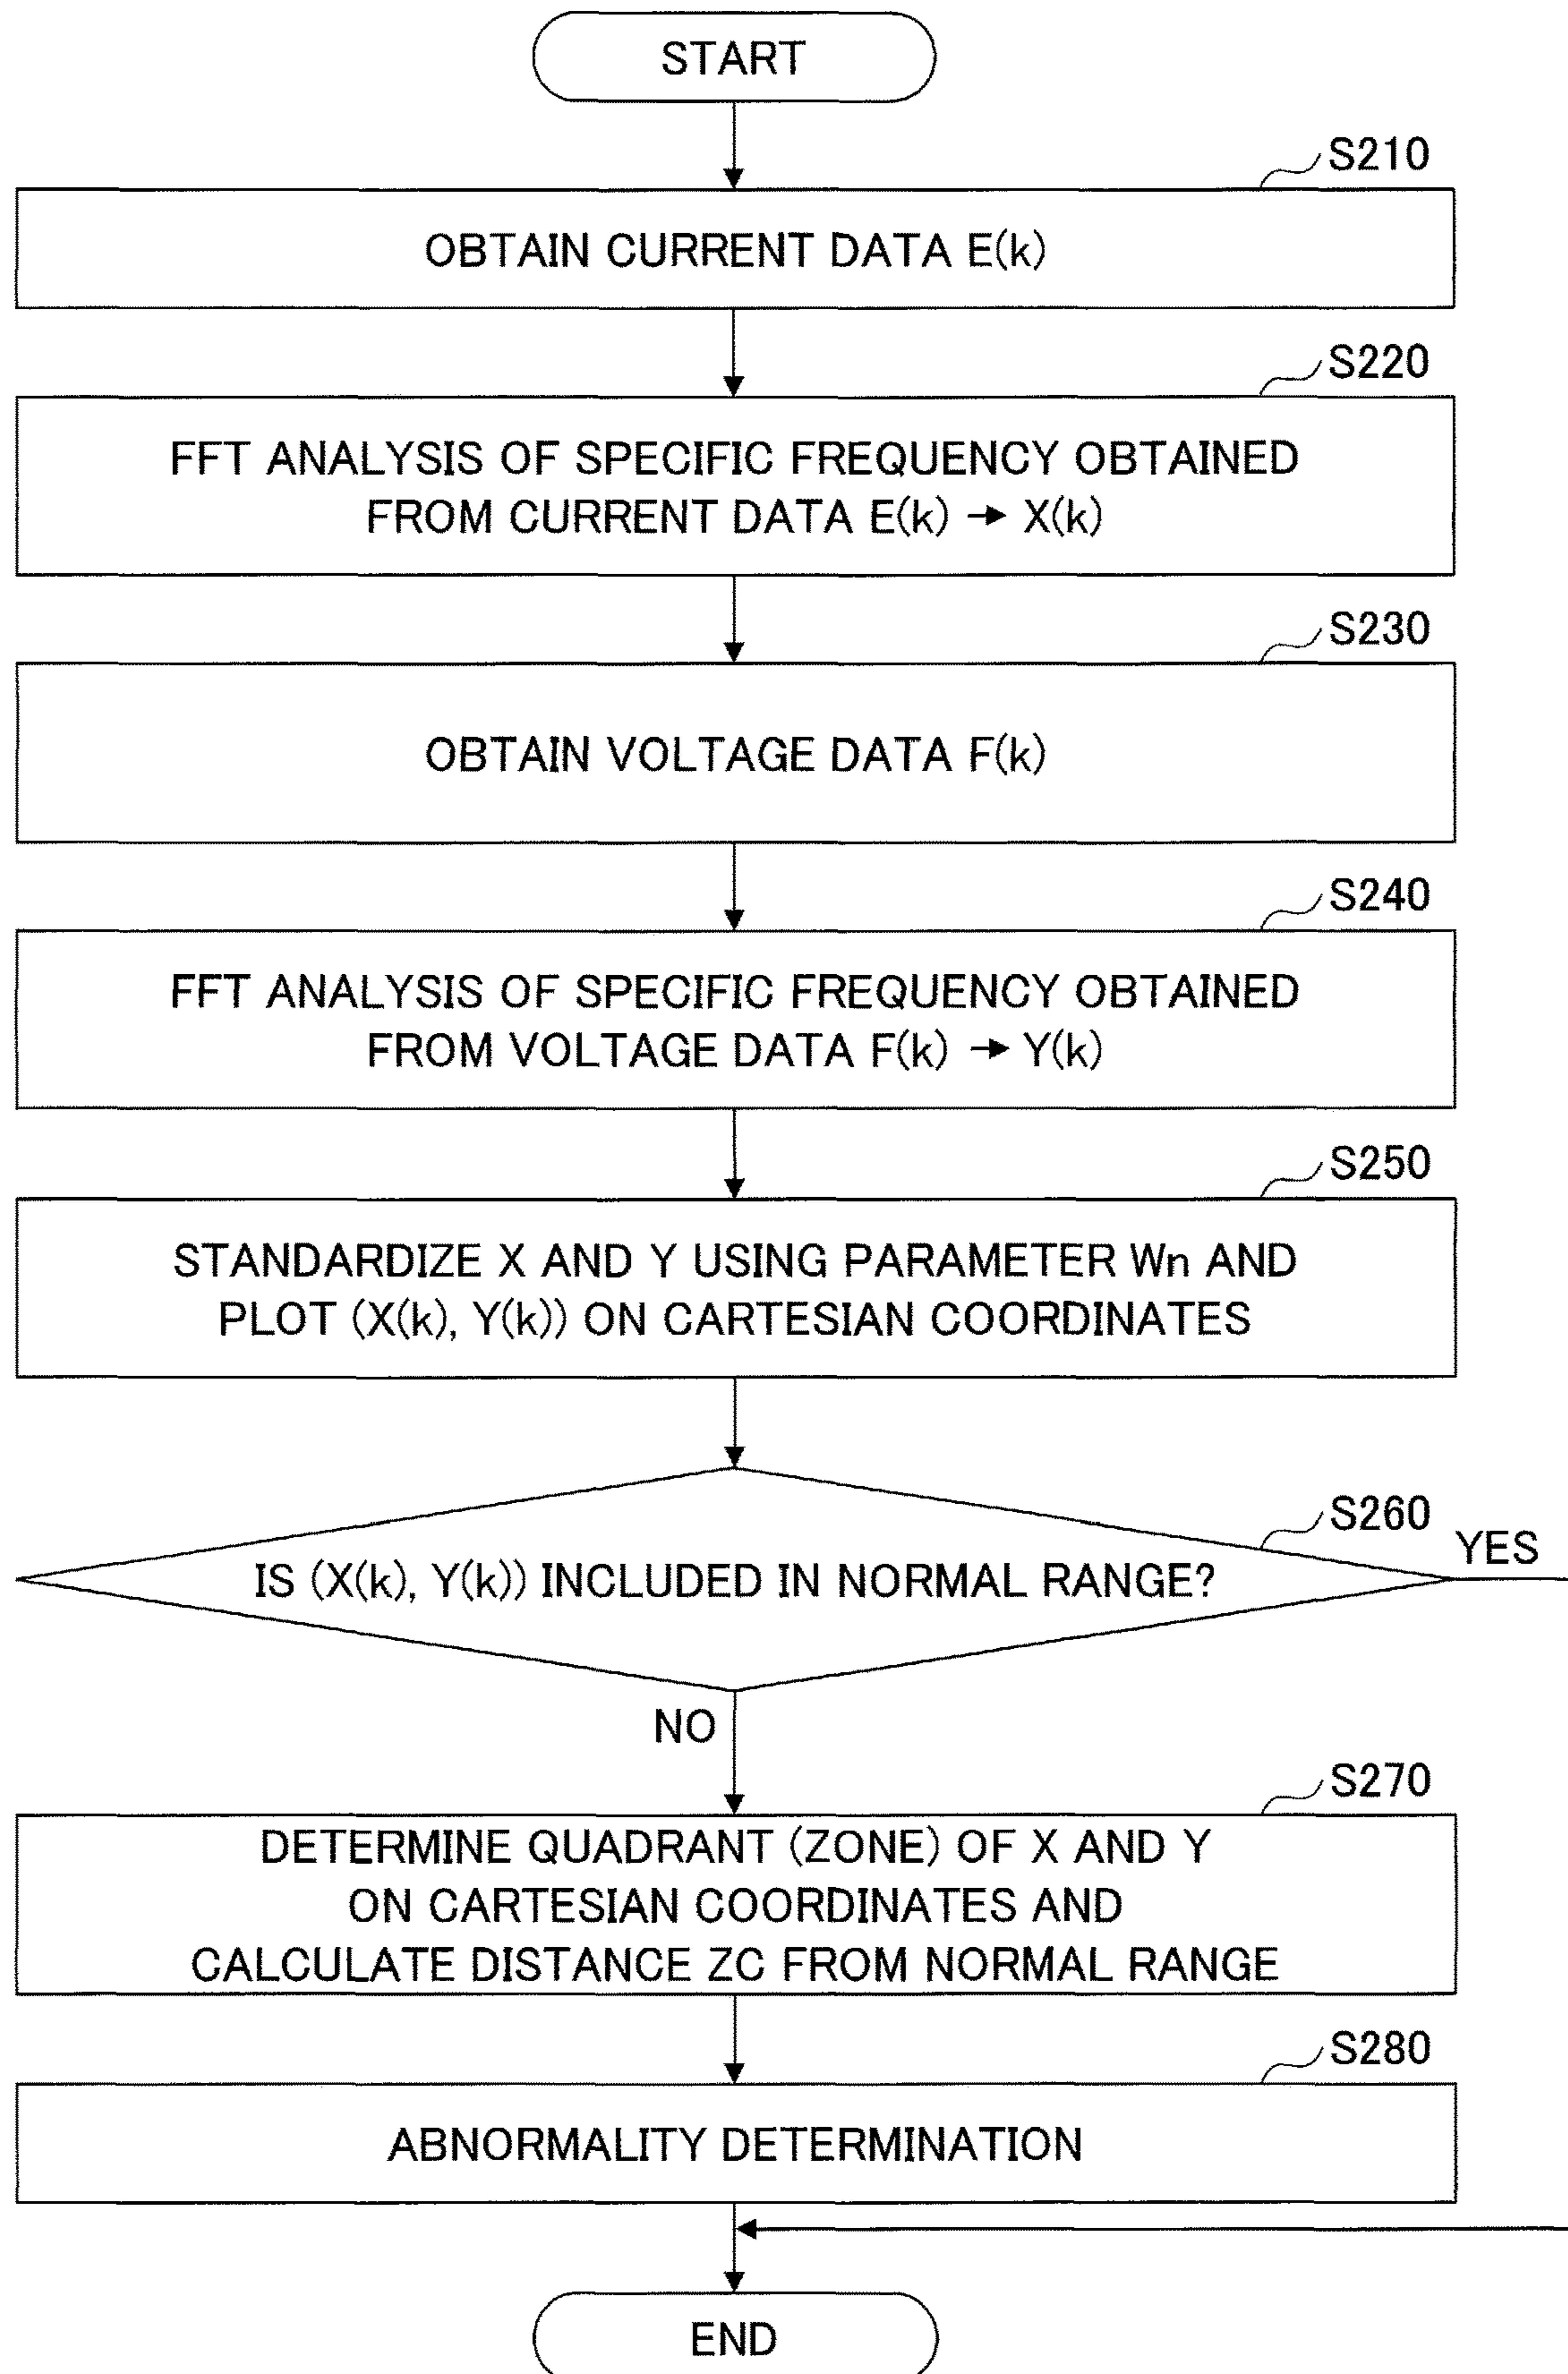 START
S210
OBTAIN CURRENT DATA E(k)
S220
FFT ANALYSIS OF SPECIFIC FREQUENCY OBTAINED
FROM CURRENT DATA E(k) → X(k)
S230
OBTAIN VOLTAGE DATA F(k)
S240
FFT ANALYSIS OF SPECIFIC FREQUENCY OBTAINED
FROM VOLTAGE DATA F(k) → Y(k)
S250
STANDARDIZE X AND Y USING PARAMETER Wn AND
PLOT (X(k), Y(k)) ON CARTESIAN COORDINATES
S260
YES
IS (X(k), Y(k)) INCLUDED IN NORMAL RANGE?
NO
S270
DETERMINE QUADRANT (ZONE) OF X AND Y
ON CARTESIAN COORDINATES AND
CALCULATE DISTANCE ZC FROM NORMAL RANGE
S280
ABNORMALITY DETERMINATION
END